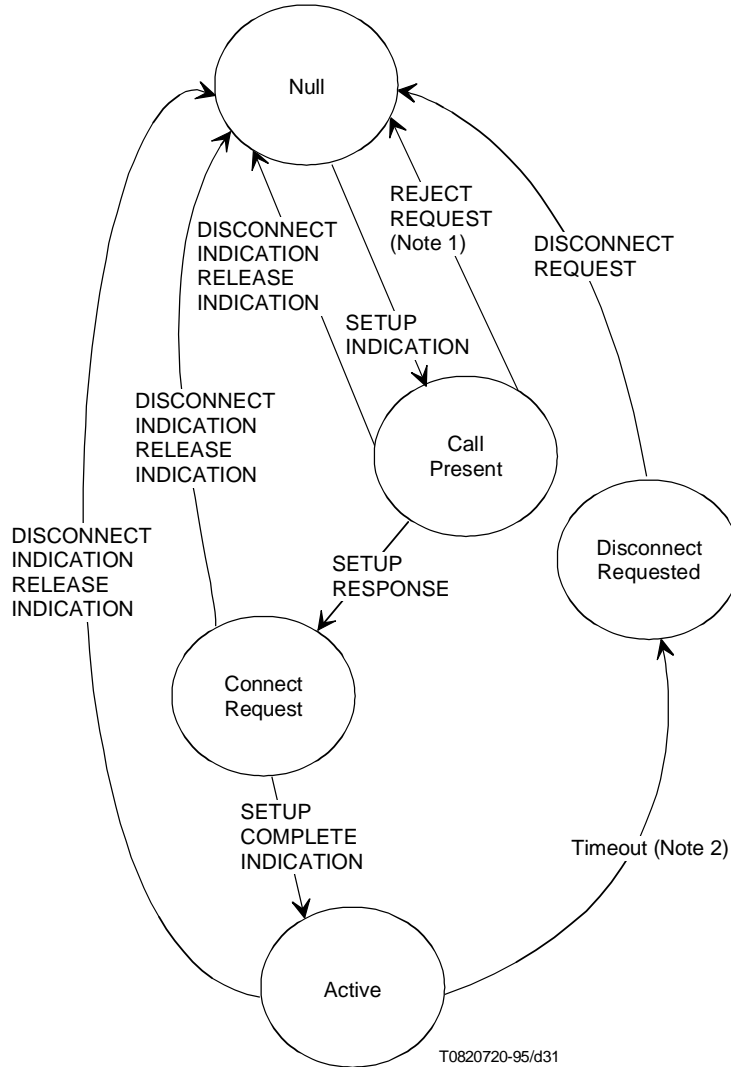 Null
REJECT
REQUEST
(Note 1)
DISCONNECT
INDICATION
RELEASE
INDICATION
DISCONNECT
REQUEST
SETUP
INDICATION
DISCONNECT
INDICATION
RELEASE
INDICATION
Call
Present
DISCONNECT
INDICATION
RELEASE
INDICATION
Disconnect
Requested
SETUP
RESPONSE
Connect
Request
SETUP
COMPLETE
INDICATION
Timeout (Note 2)
Active
T0820720-95/d31